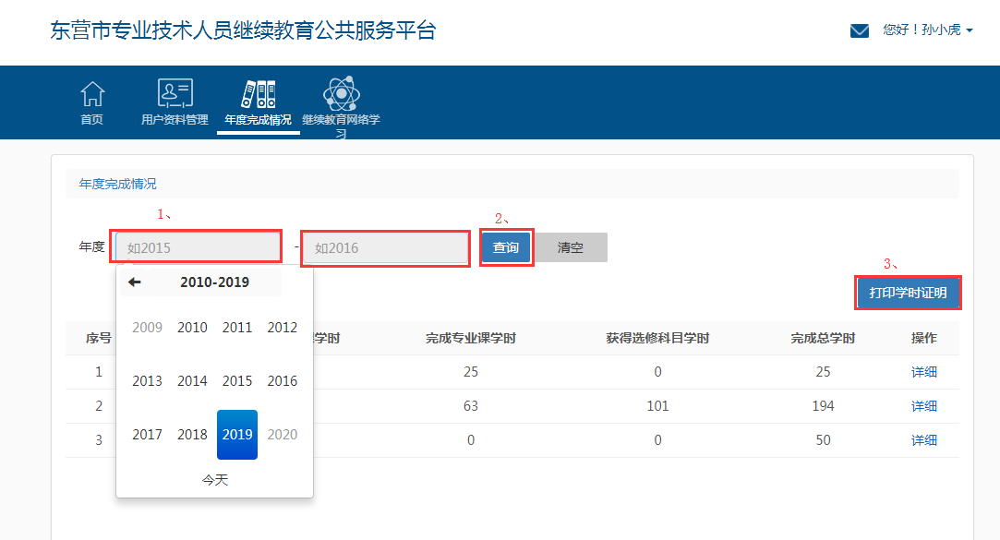 东营市专业技术人员继续教育公共服务平台
您好！孙小虎
首页
用户资料管理
年度完成情况
继续教育网络学
习
年度完成情况
1、
2、
年度
如2015
-
如2016
查询
清空
3、
打印学时证明
2010-2019
2009 2010 2011 2012
2013 2014 2015 2016
2017 2018 2019 2020
今天
序号 学时 完成专业课学时 获得选修科目学时 完成总学时 操作
1 25 0 25 详细
2 63 101 194 详细
3 0 0 50 详细